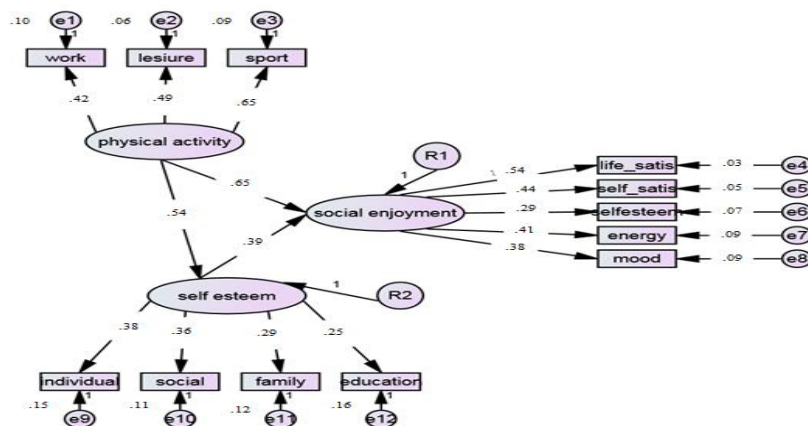 .10 e1 .06 e2 .09 e3
1 1 1
work lesiure sport
.42 .49 .65
physical activity
R1
1
.65
.54
social enjoyment
.39
1 .54 life_satis .03 e4
.44 self_satis .05 e5
.29 selfesteem .07 e6
.41 energy .09 e7
.38 mood .09 e8
self esteem
1 R2
.38 .36 .29 .25
individual social family education
1 1 1 1
.15 e9 .11 e10 .12 e11 .16 e12